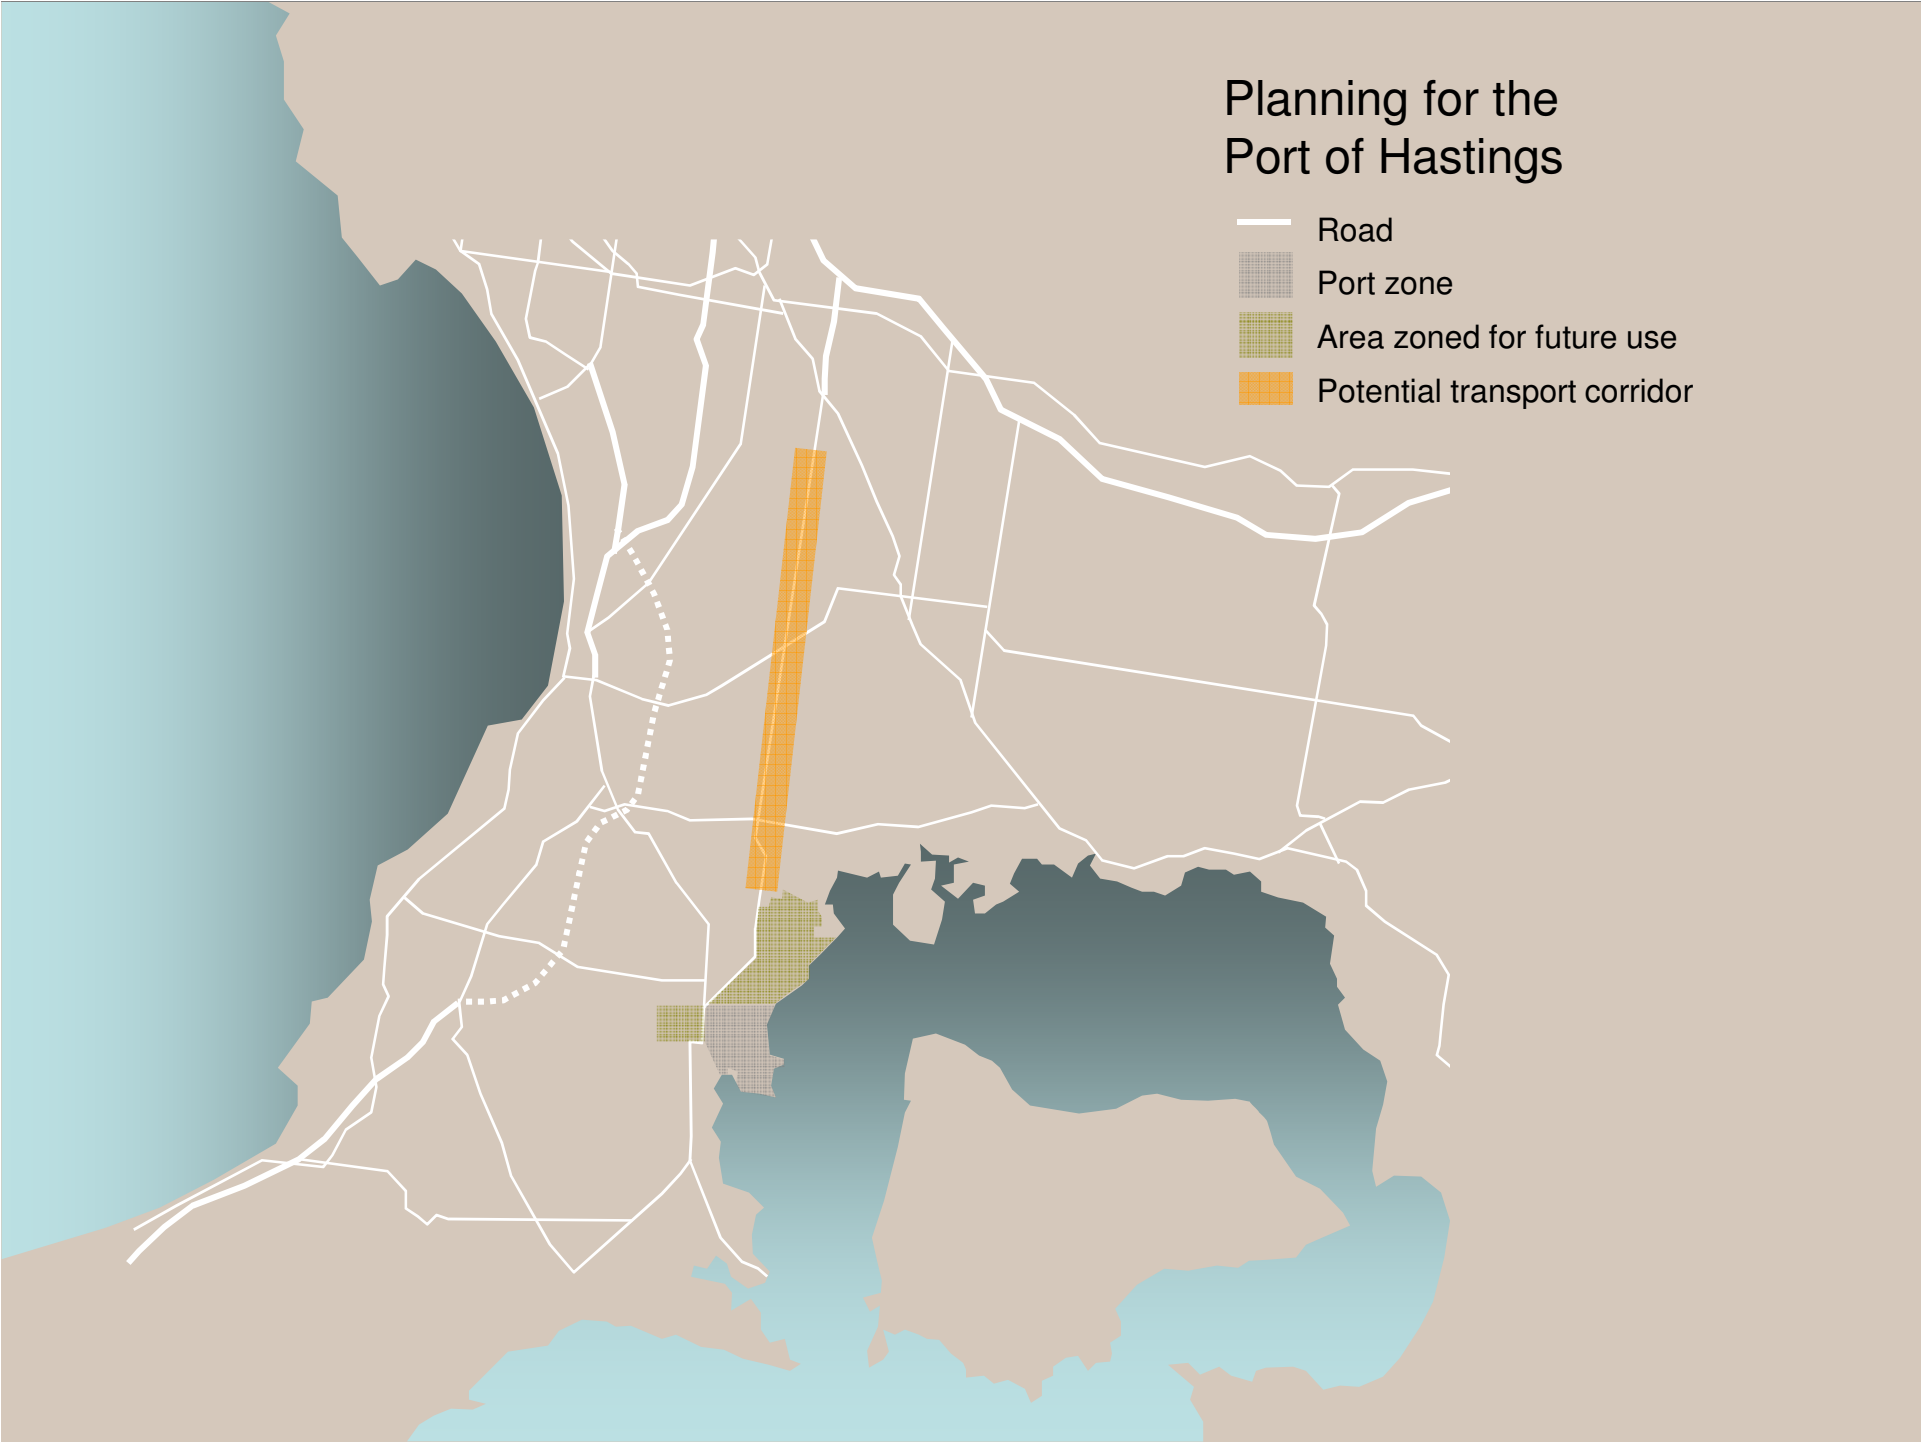 Planning for the
Port of Hastings
Road
Port zone
Area zoned for future use
Potential transport corridor